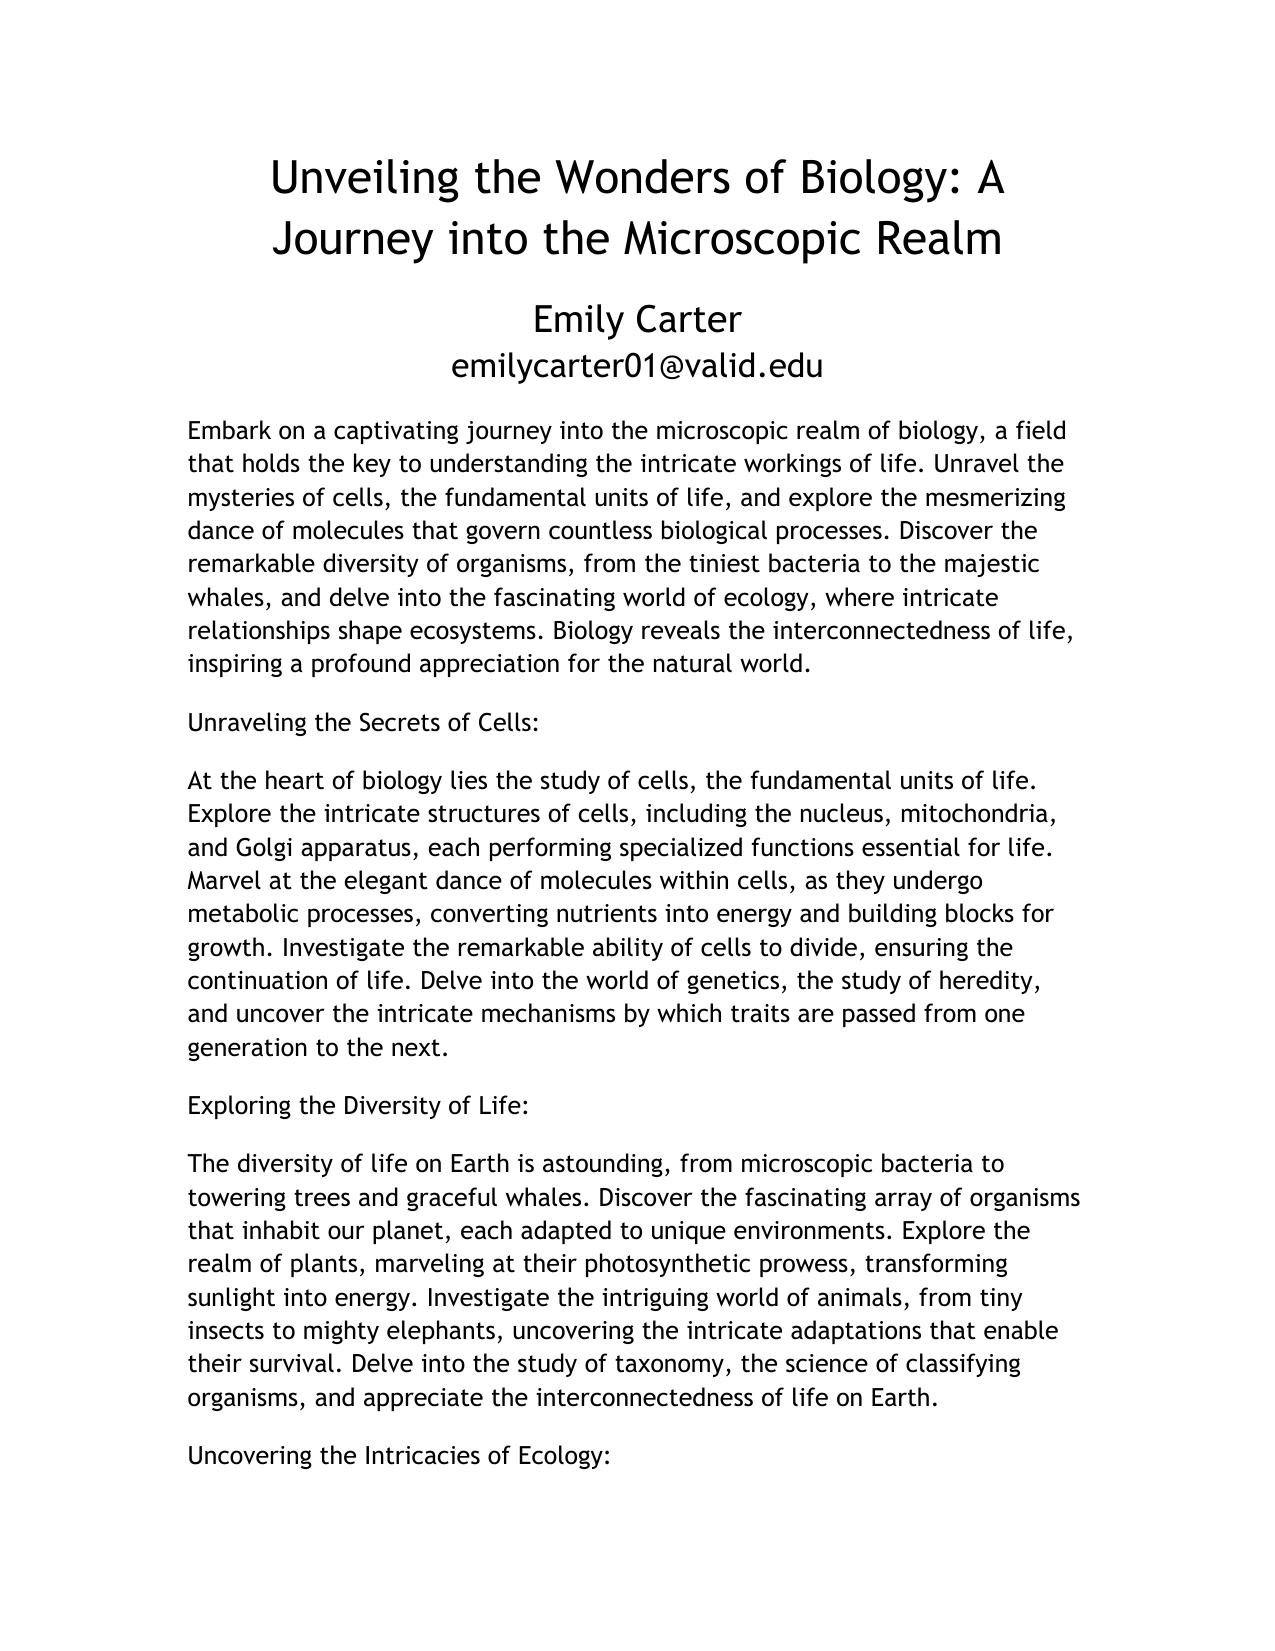 Unveiling the Wonders of Biology: A
Journey into the Microscopic Realm
Emily Carter
emilycarter01@valid.edu
Embark on a captivating journey into the microscopic realm of biology, a field
that holds the key to understanding the intricate workings of life. Unravel the
mysteries of cells, the fundamental units of life, and explore the mesmerizing
dance of molecules that govern countless biological processes. Discover the
remarkable diversity of organisms, from the tiniest bacteria to the majestic
whales, and delve into the fascinating world of ecology, where intricate
relationships shape ecosystems. Biology reveals the interconnectedness of life,
inspiring a profound appreciation for the natural world.
Unraveling the Secrets of Cells:
At the heart of biology lies the study of cells, the fundamental units of life.
Explore the intricate structures of cells, including the nucleus, mitochondria,
and Golgi apparatus, each performing specialized functions essential for life.
Marvel at the elegant dance of molecules within cells, as they undergo
metabolic processes, converting nutrients into energy and building blocks for
growth. Investigate the remarkable ability of cells to divide, ensuring the
continuation of life. Delve into the world of genetics, the study of heredity,
and uncover the intricate mechanisms by which traits are passed from one
generation to the next.
Exploring the Diversity of Life:
The diversity of life on Earth is astounding, from microscopic bacteria to
towering trees and graceful whales. Discover the fascinating array of organisms
that inhabit our planet, each adapted to unique environments. Explore the
realm of plants, marveling at their photosynthetic prowess, transforming
sunlight into energy. Investigate the intriguing world of animals, from tiny
insects to mighty elephants, uncovering the intricate adaptations that enable
their survival. Delve into the study of taxonomy, the science of classifying
organisms, and appreciate the interconnectedness of life on Earth.
Uncovering the Intricacies of Ecology: